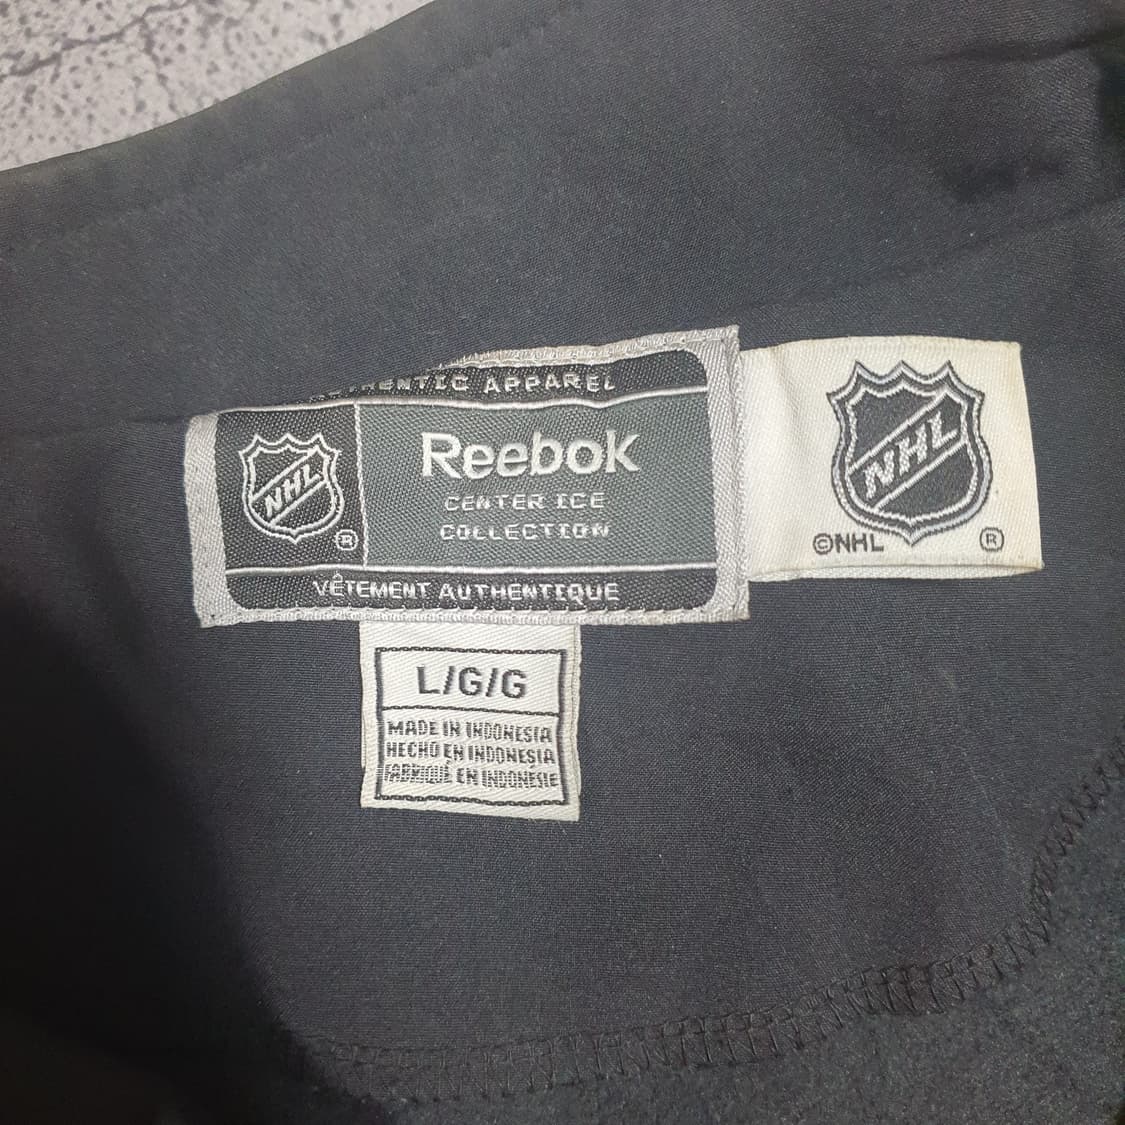 THENTIC APPAREL
NHL
®
Reebok
CENTER ICE
COLLECTION
VÊTEMENT AUTHENTIQUE
NHL
©NHL ®
L/G/G
MADE IN INDONESIA
HECHO EN INDONESIA
FABRIQUÉ EN INDONESIE